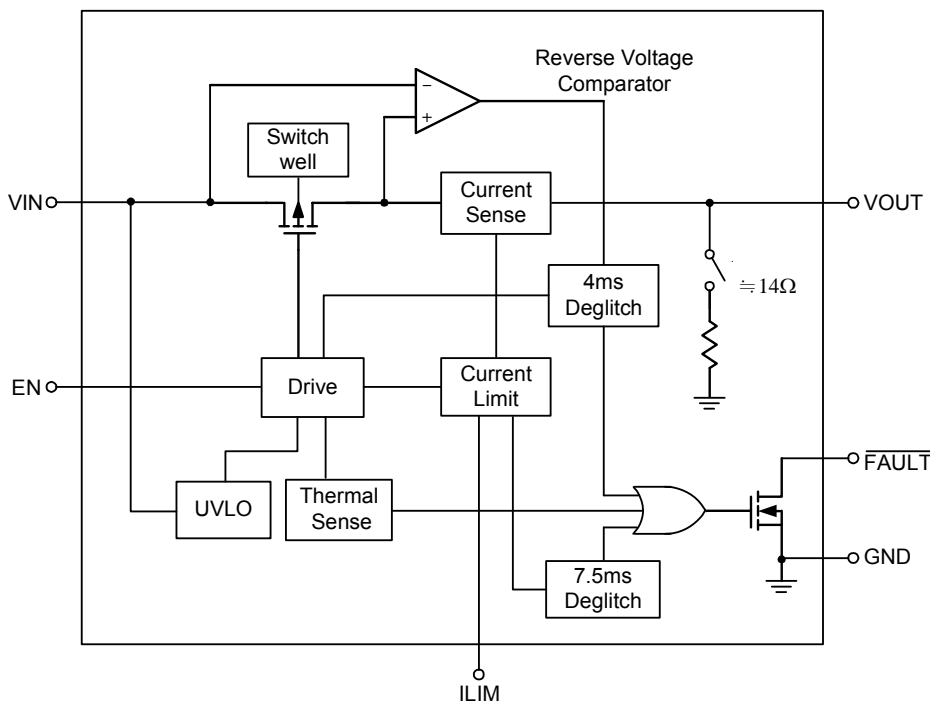 Reverse Voltage
Comparator
−
+
Switch
well
VIN
Current
Sense
VOUT
4ms
Deglitch
≒14Ω
EN
Drive
Current
Limit
FAULT
UVLO
Thermal
Sense
GND
7.5ms
Deglitch
ILIM